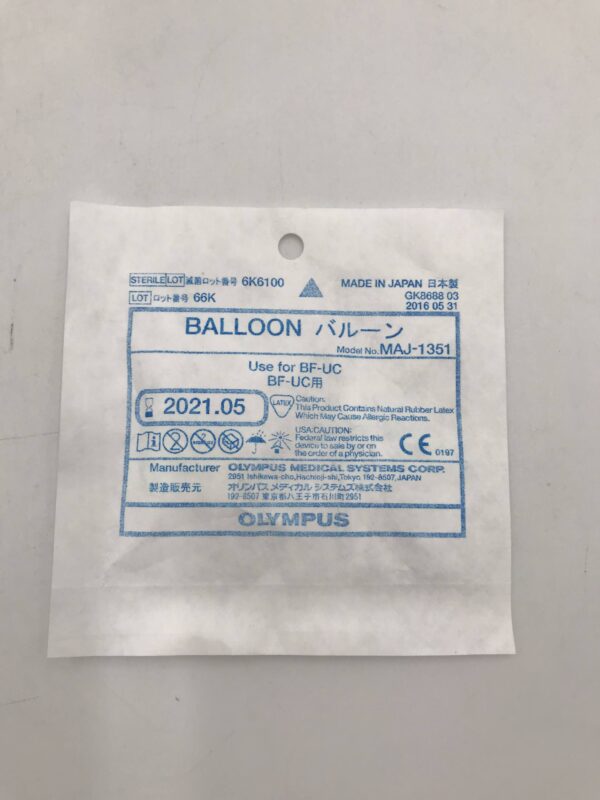 STERILE LOT 滅菌ロット番号 6K6100
MADE IN JAPAN 日本製
LOT ロット番号 66K
GK8688 03
2016 05 31
BALLOON バルーン
Model No. MAJ-1351
Use for BF-UC
BF-UC用
2021.05
LATEX
Caution:
This Product Contains Natural Rubber Latex
Which May Cause Allergic Reactions.
USA:CAUTION:
Federal law restricts this
device to sale by or on
the order of a physician.
CE 0197
Manufacturer OLYMPUS MEDICAL SYSTEMS CORP.
2951 Ishikawa-cho, Hachioji-shi, Tokyo 192-8507, JAPAN
製造販売元 オリンパス メディカル システムズ株式会社
192-8507 東京都八王子市石川町2951
OLYMPUS